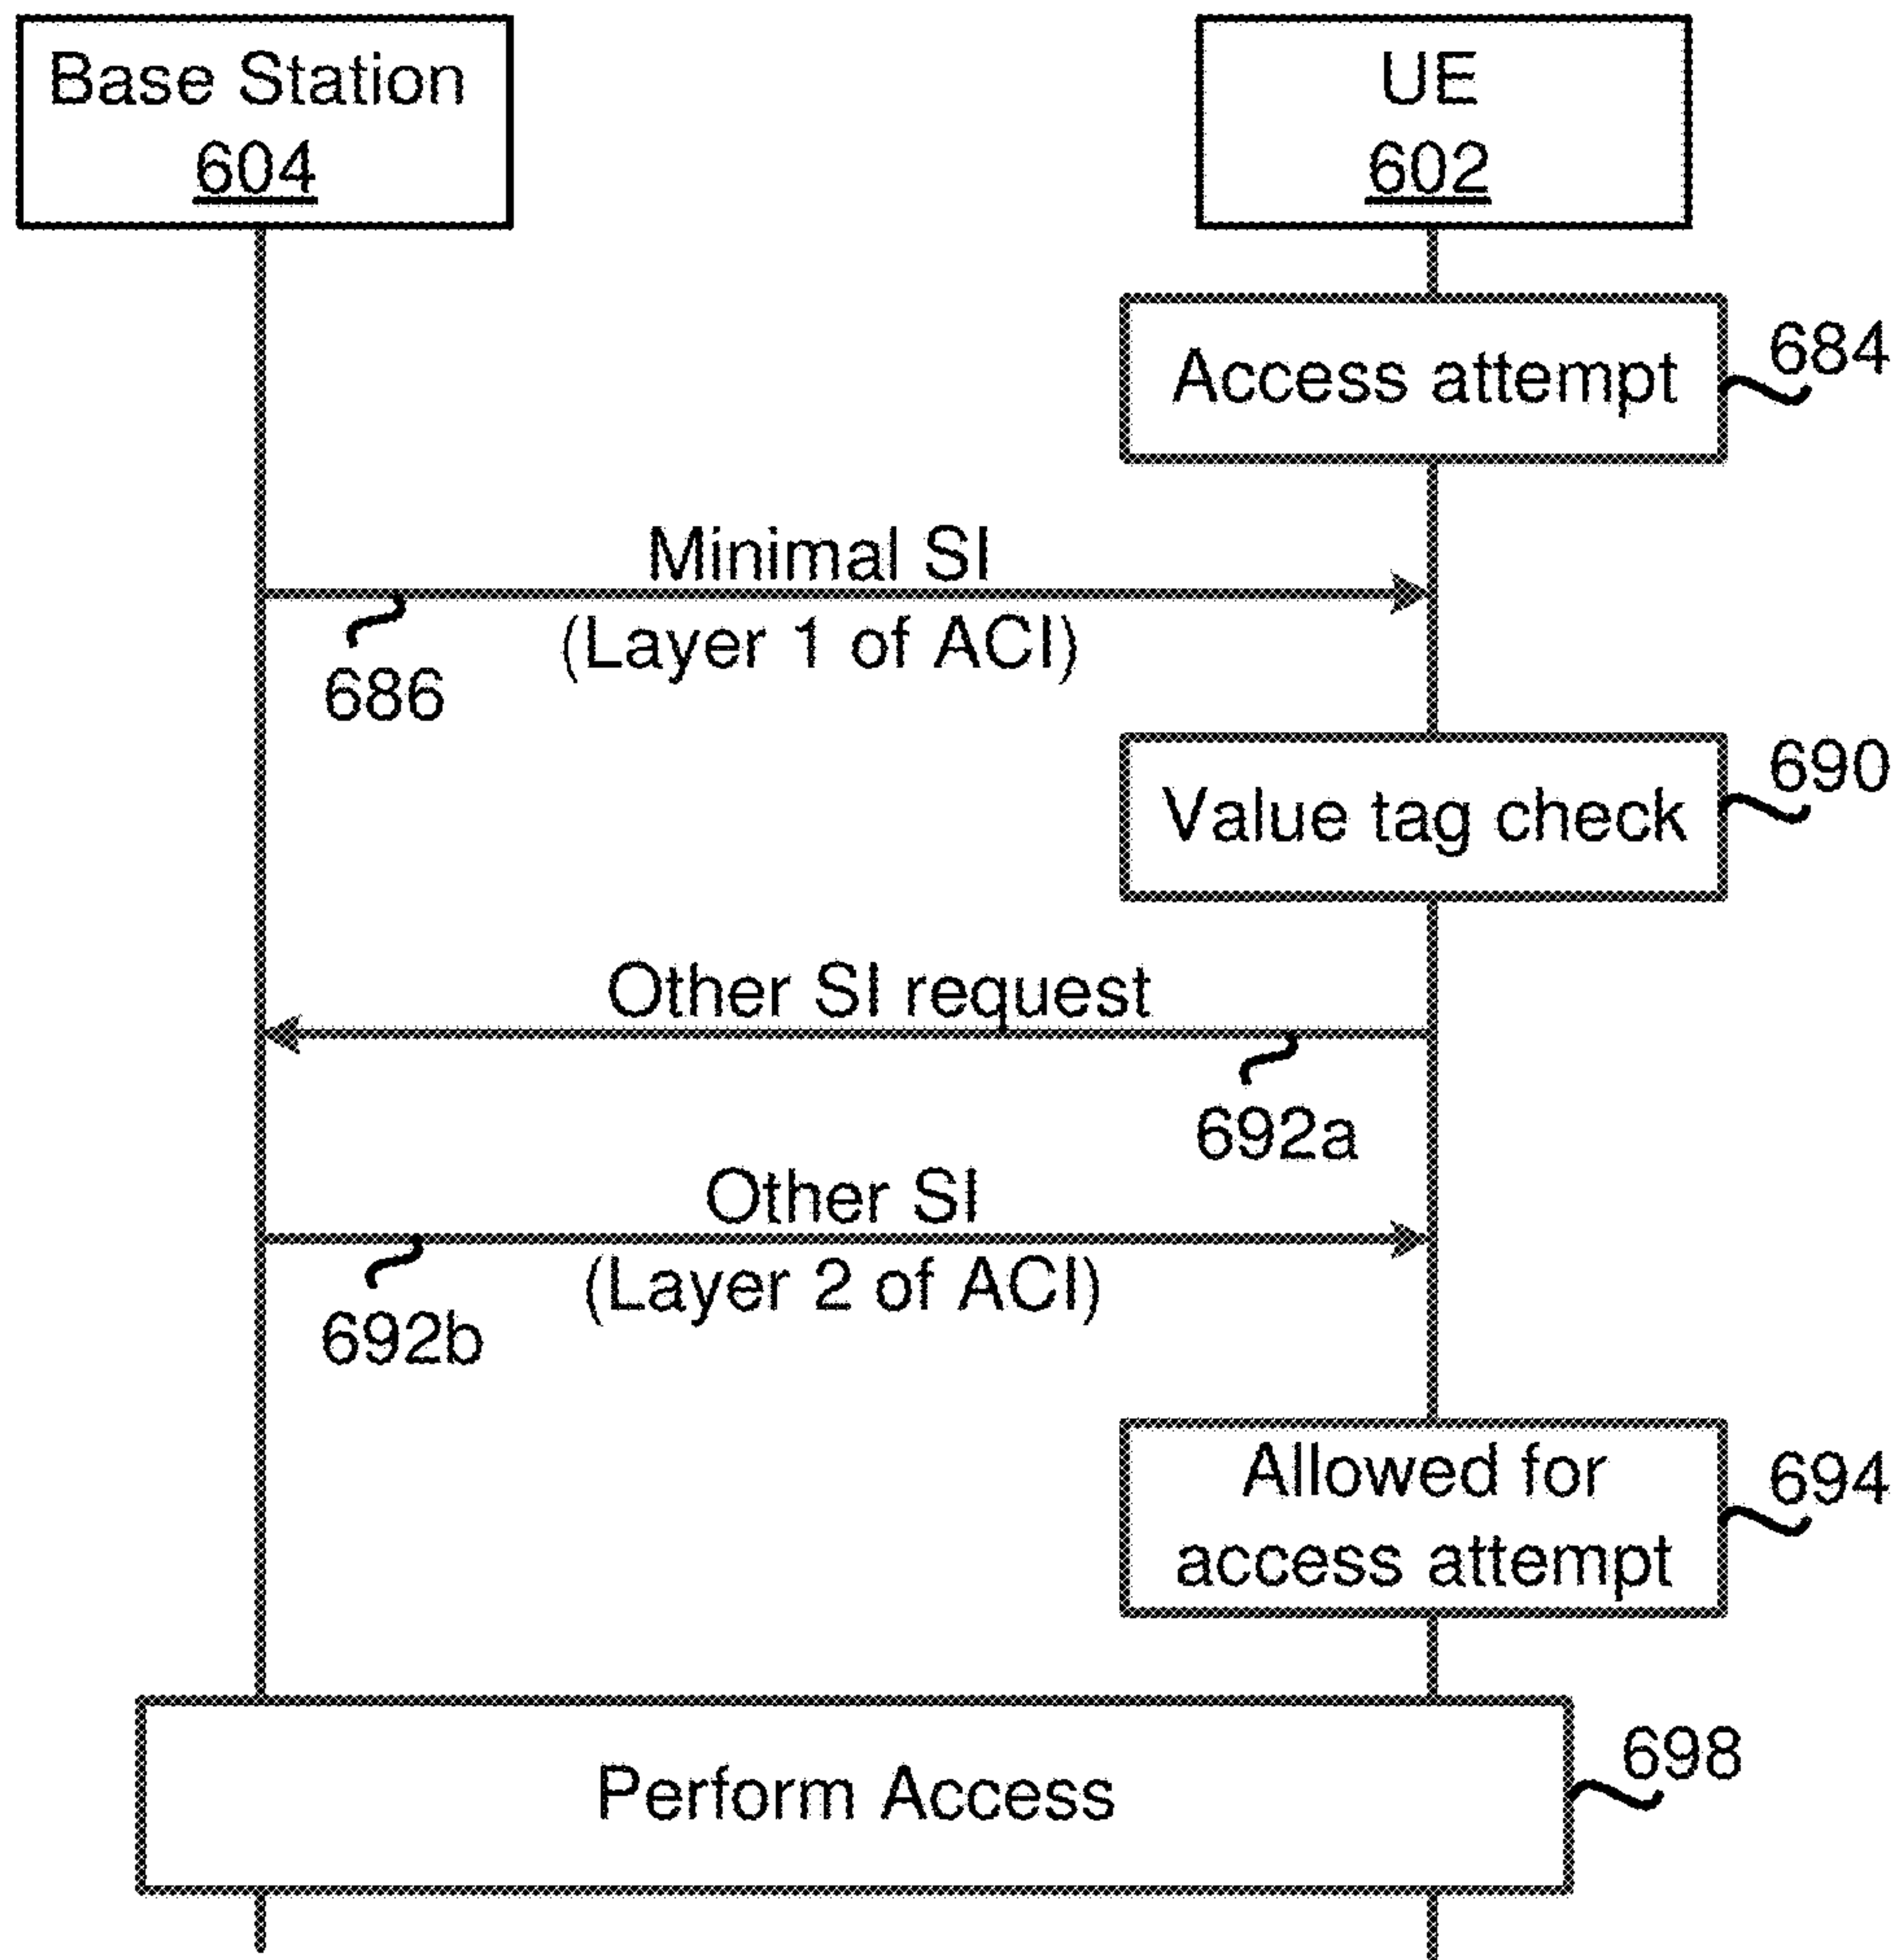 Base Station
604
UE
602
Access attempt
684
Minimal SI
(Layer 1 of ACI)
686
Value tag check
690
Other SI request
692a
Other SI
(Layer 2 of ACI)
692b
Allowed for
access attempt
694
Perform Access
698